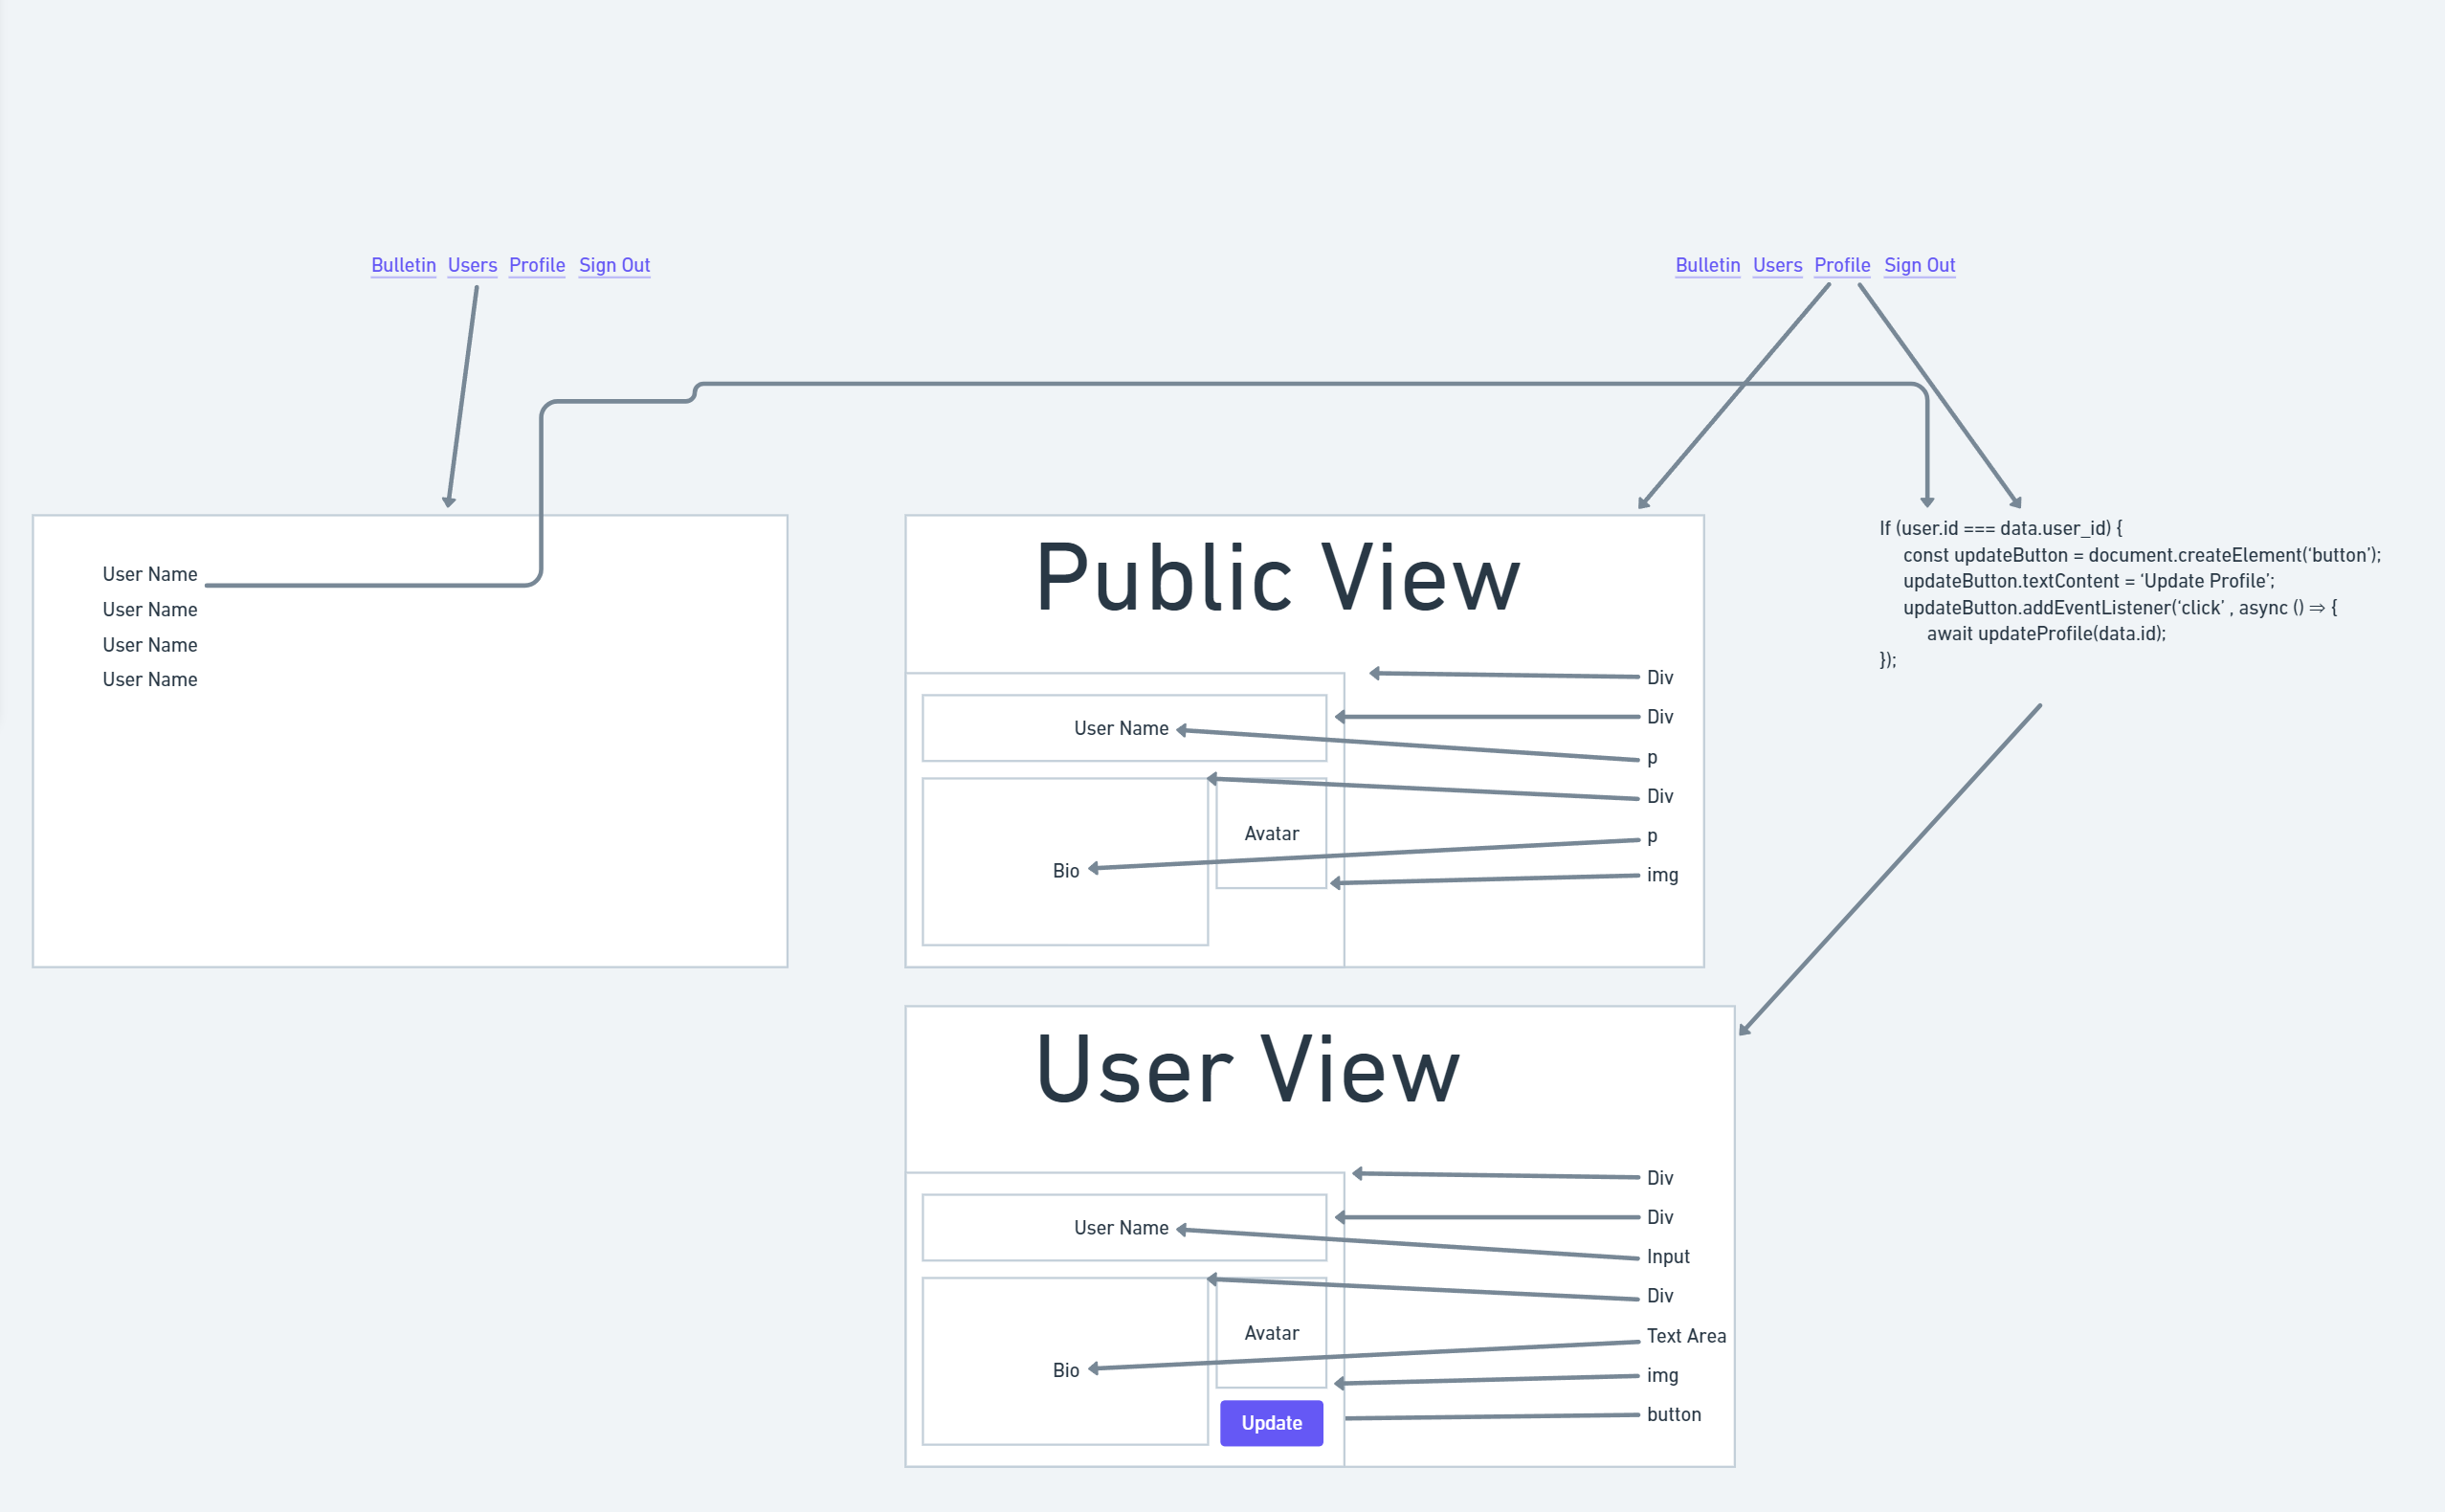 Bulletin Users Profile Sign Out
Bulletin Users Profile Sign Out
User Name
User Name
User Name
User Name
Public View
User Name
Bio
Avatar
Div
Div
p
Div
p
img
If (user.id === data.user_id) {
const updateButton = document.createElement(‘button’);
updateButton.textContent = ‘Update Profile’;
updateButton.addEventListener(‘click’ , async () ⇒ {
await updateProfile(data.id);
});
User View
User Name
Bio
Avatar
Update
Div
Div
Input
Div
Text Area
img
button